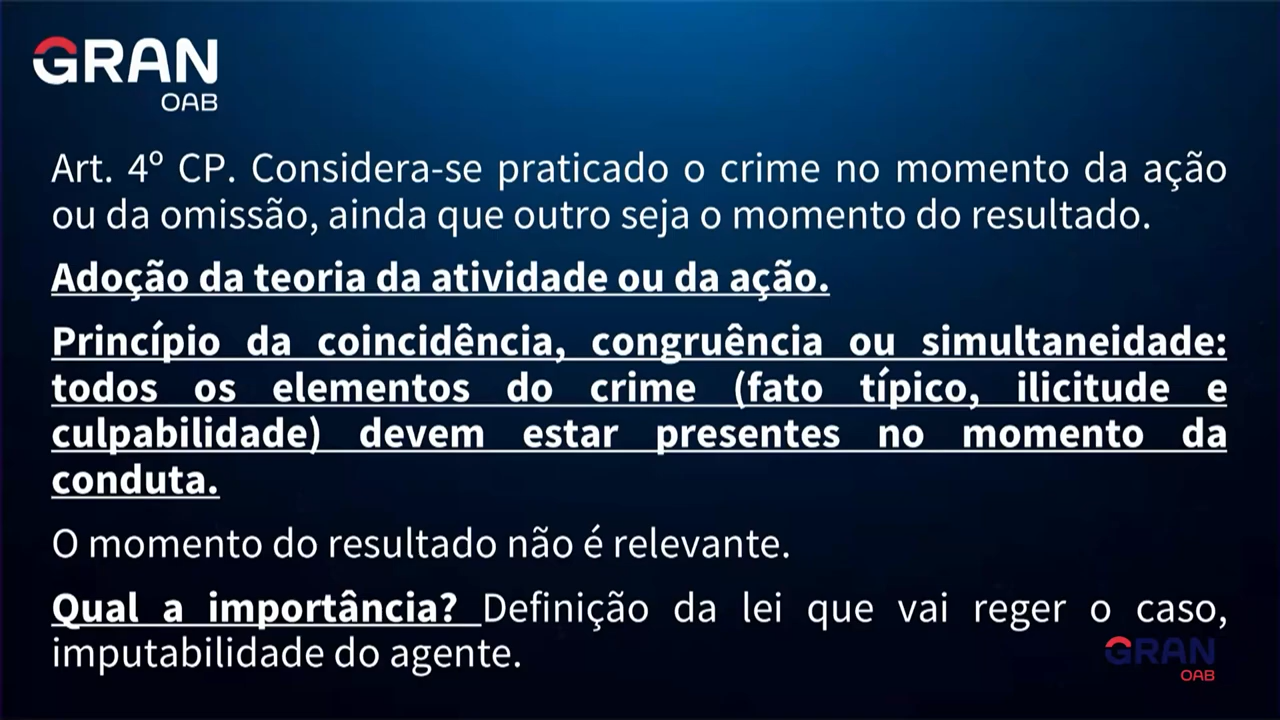 GRAN
OAB
Art. 4º CP. Considera-se praticado o crime no momento da ação
ou da omissão, ainda que outro seja o momento do resultado.
Adoção da teoria da atividade ou da ação.
Princípio da coincidência, congruência ou simultaneidade:
todos os elementos do crime (fato típico, ilicitude e
culpabilidade) devem estar presentes no momento da
conduta.
O momento do resultado não é relevante.
Qual a importância? Definição da lei que vai reger o caso,
imputabilidade do agente.
GRAN
OAB